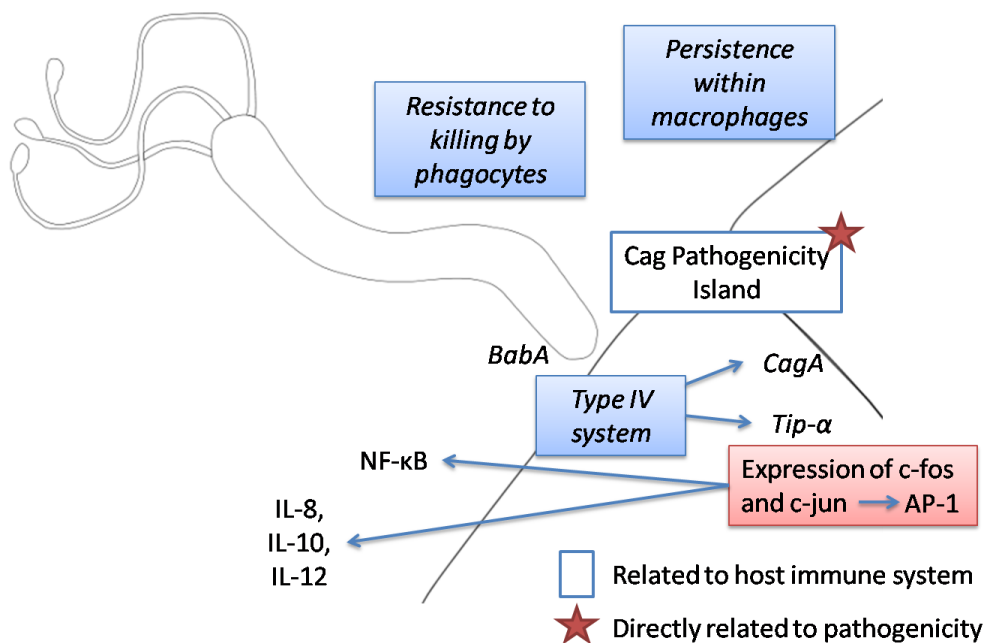 Persistence
within
macrophages
Resistance to
killing by
phagocytes
Cag Pathogenicity
Island
BabA
CagA
Type IV
system
Tip-α
NF-κB
Expression of c-fos
and c-jun AP-1
IL-8,
IL-10,
IL-12
Related to host immune system
Directly related to pathogenicity